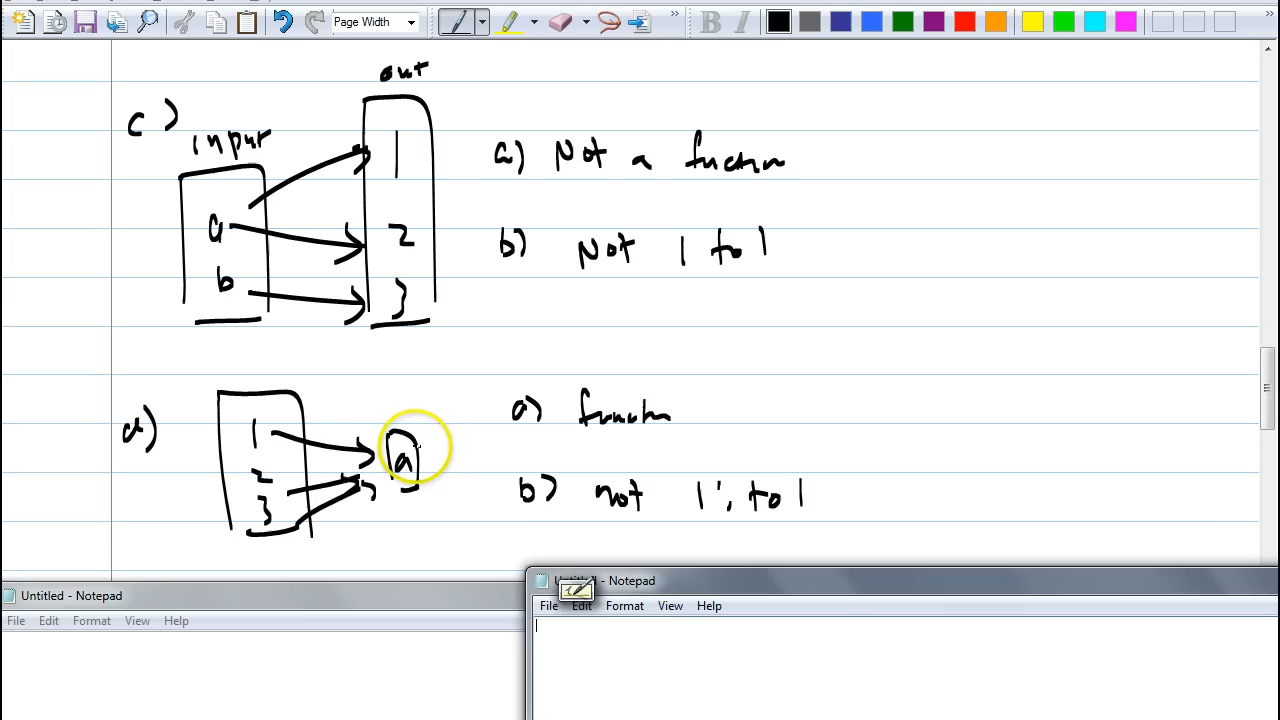 Page Width
B U
out
c) input
1
a) Not a function
a
2
b) Not 1 to 1
b
3
d)
1
a) function
a
2
3
b) not 1 to 1
Untitled - Notepad
File Edit Format View Help
Untitled - Notepad
File Edit Format View Help